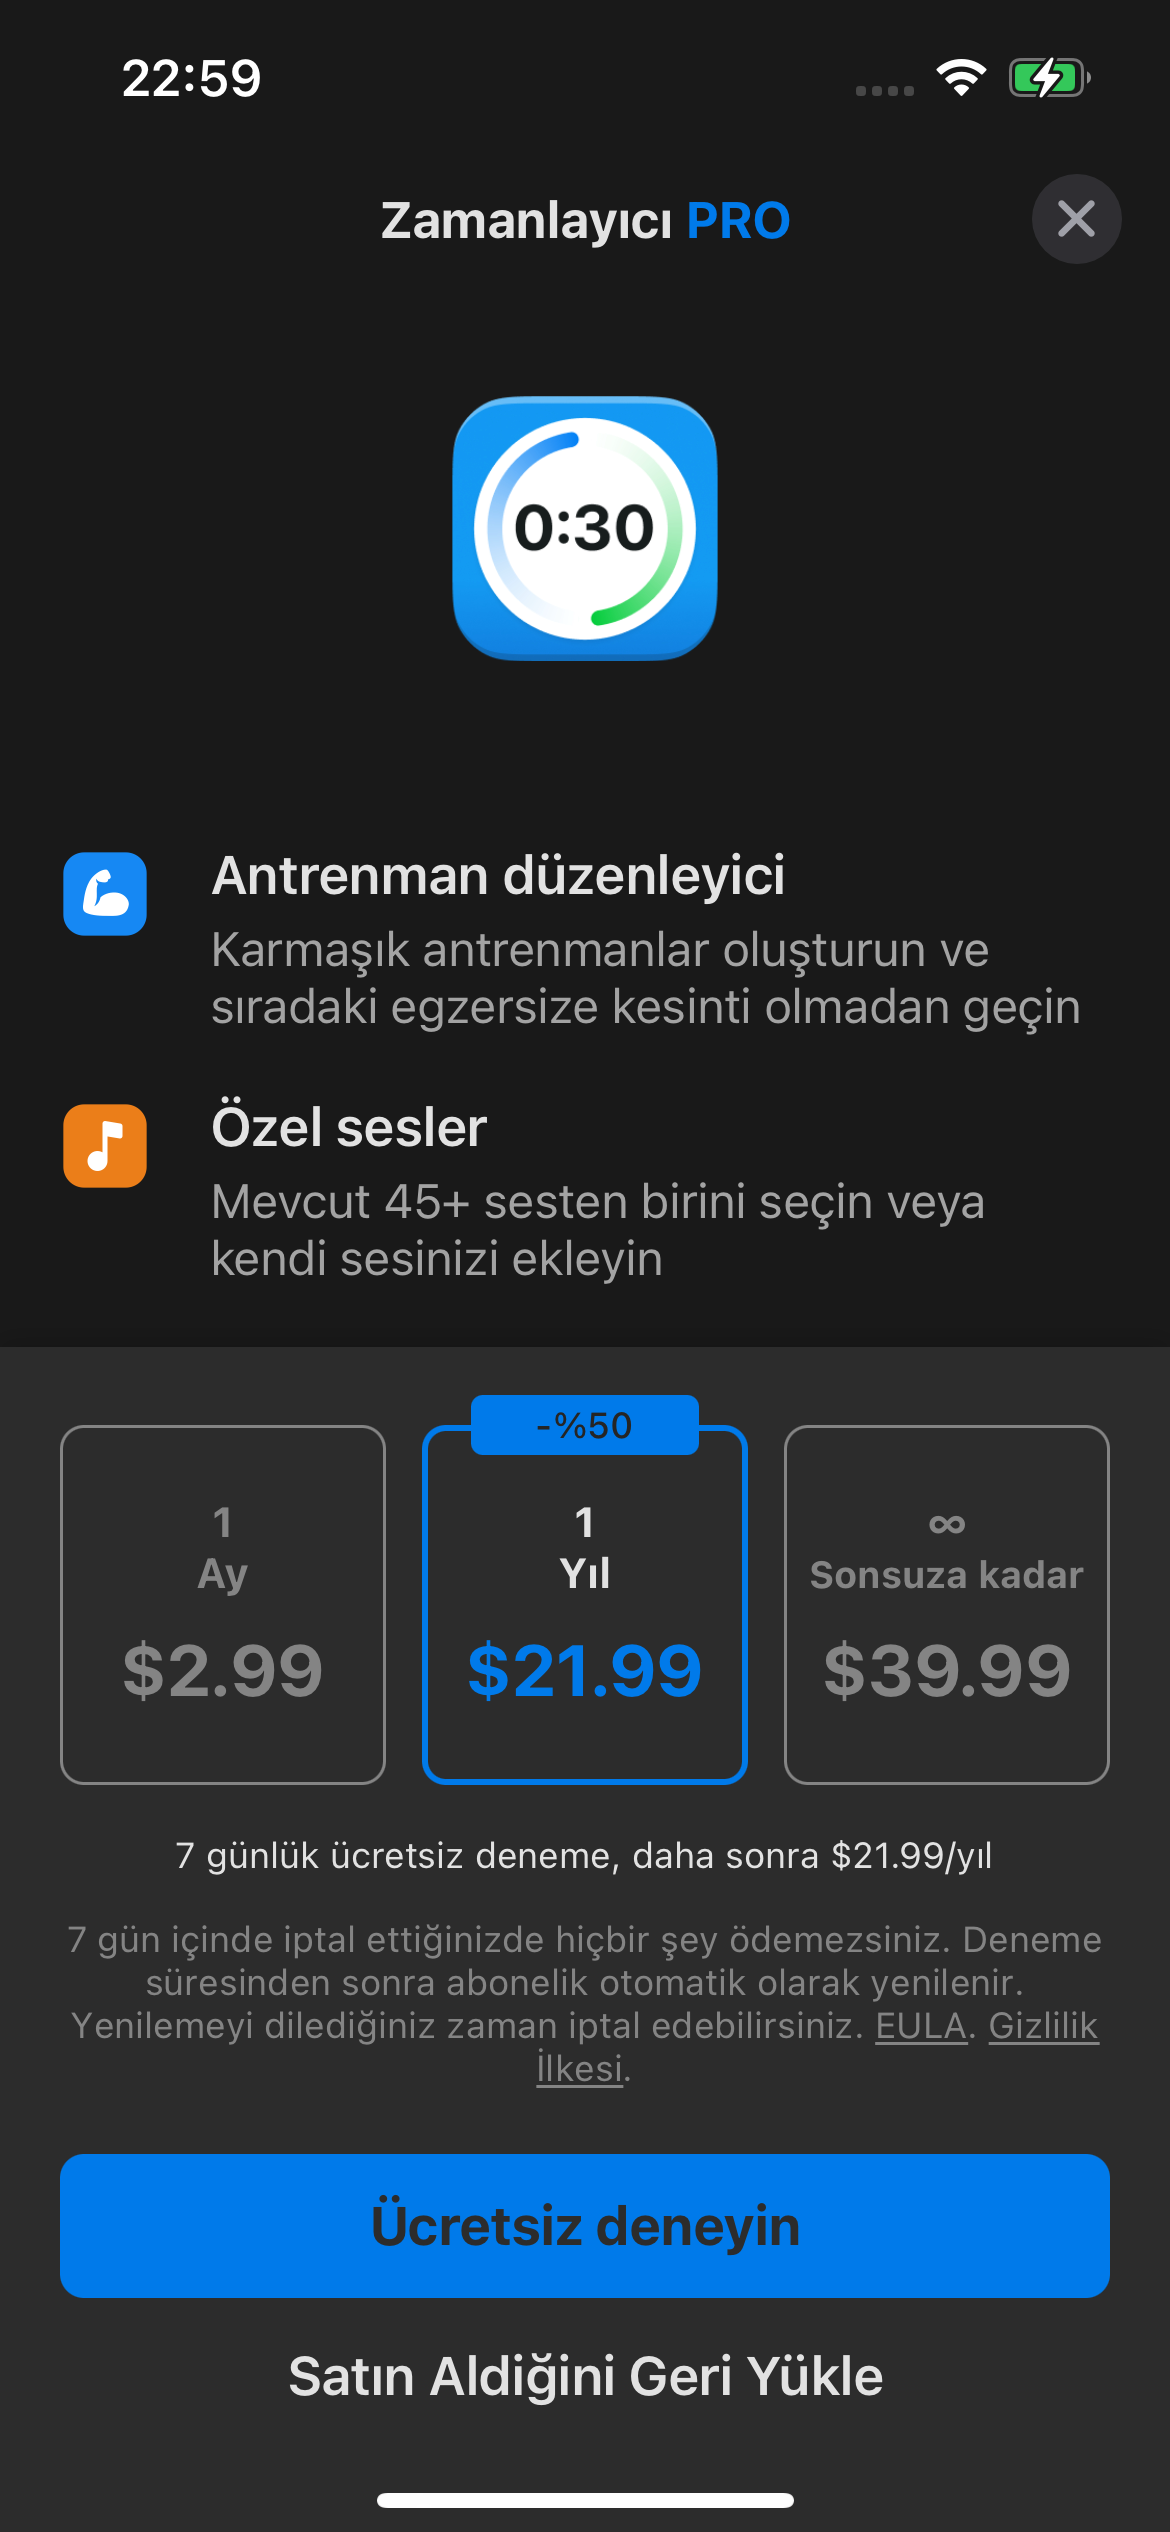 22:59
Zamanlayıcı PRO
0:30
Antrenman düzenleyici
Karmaşık antrenmanlar oluşturun ve
sıradaki egzersize kesinti olmadan geçin
Özel sesler
Mevcut 45+ sesten birini seçin veya
kendi sesinizi ekleyin
1
Ay
$2.99
-%50
1
Yıl
$21.99
∞
Sonsuza kadar
$39.99
7 günlük ücretsiz deneme, daha sonra $21.99/yıl
7 gün içinde iptal ettiğinizde hiçbir şey ödemezsiniz. Deneme
süresinden sonra abonelik otomatik olarak yenilenir.
Yenilemeyi dilediğiniz zaman iptal edebilirsiniz. EULA. Gizlilik
İlkesi.
Ücretsiz deneyin
Satın Aldiğini Geri Yükle